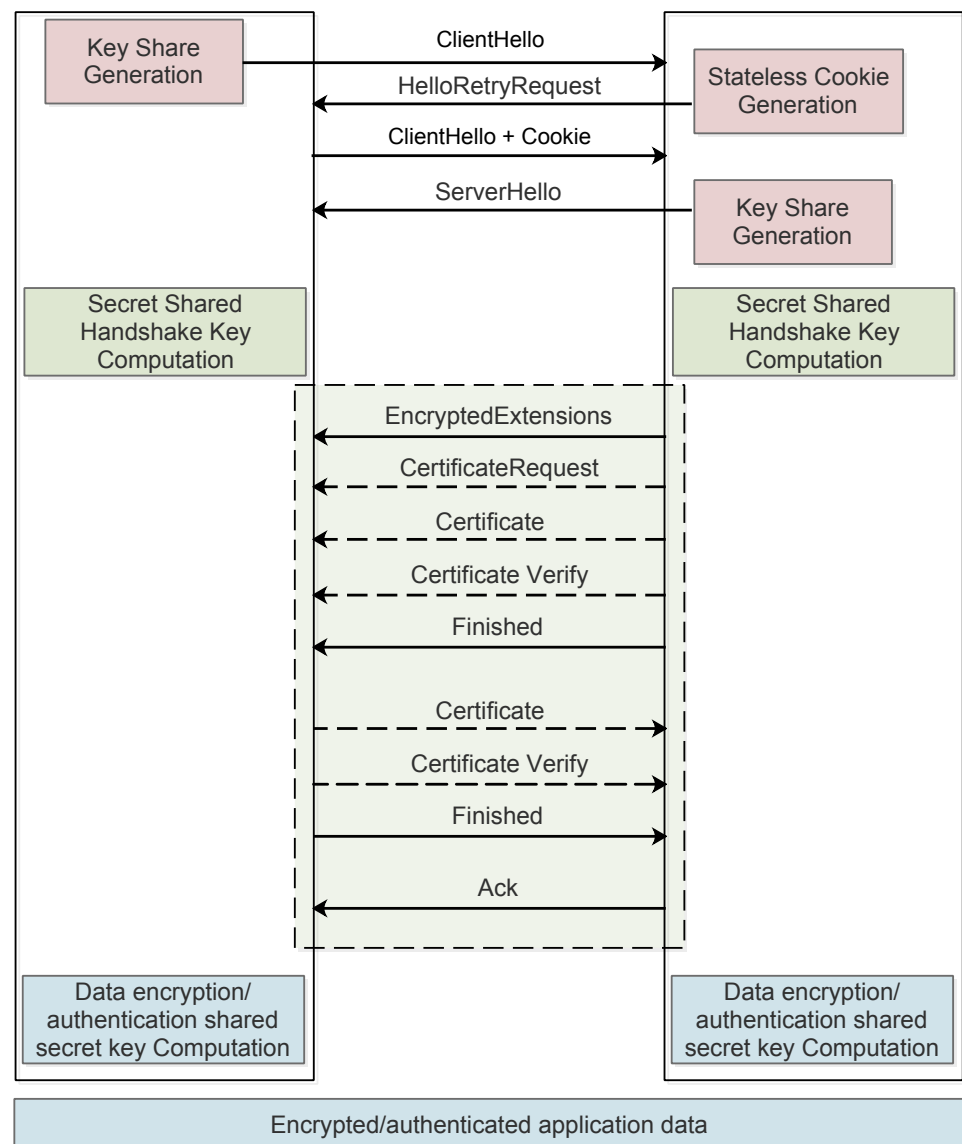 Key Share
Generation
ClientHello
HelloRetryRequest
Stateless Cookie
Generation
ClientHello + Cookie
ServerHello
Key Share
Generation
Secret Shared
Handshake Key
Computation
Secret Shared
Handshake Key
Computation
EncryptedExtensions
CertificateRequest
Certificate
Certificate Verify
Finished
Certificate
Certificate Verify
Finished
Ack
Data encryption/
authentication shared
secret key Computation
Data encryption/
authentication shared
secret key Computation
Encrypted/authenticated application data